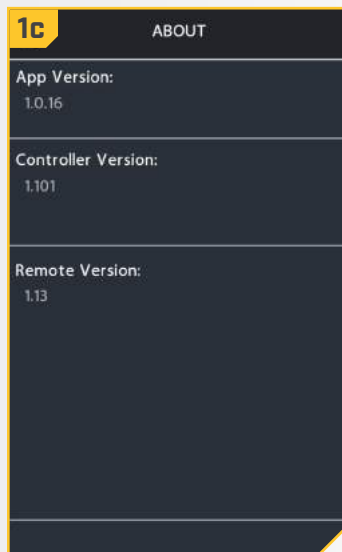 1c
ABOUT
App Version:
1.0.16
Controller Version:
1.101
Remote Version:
1.13